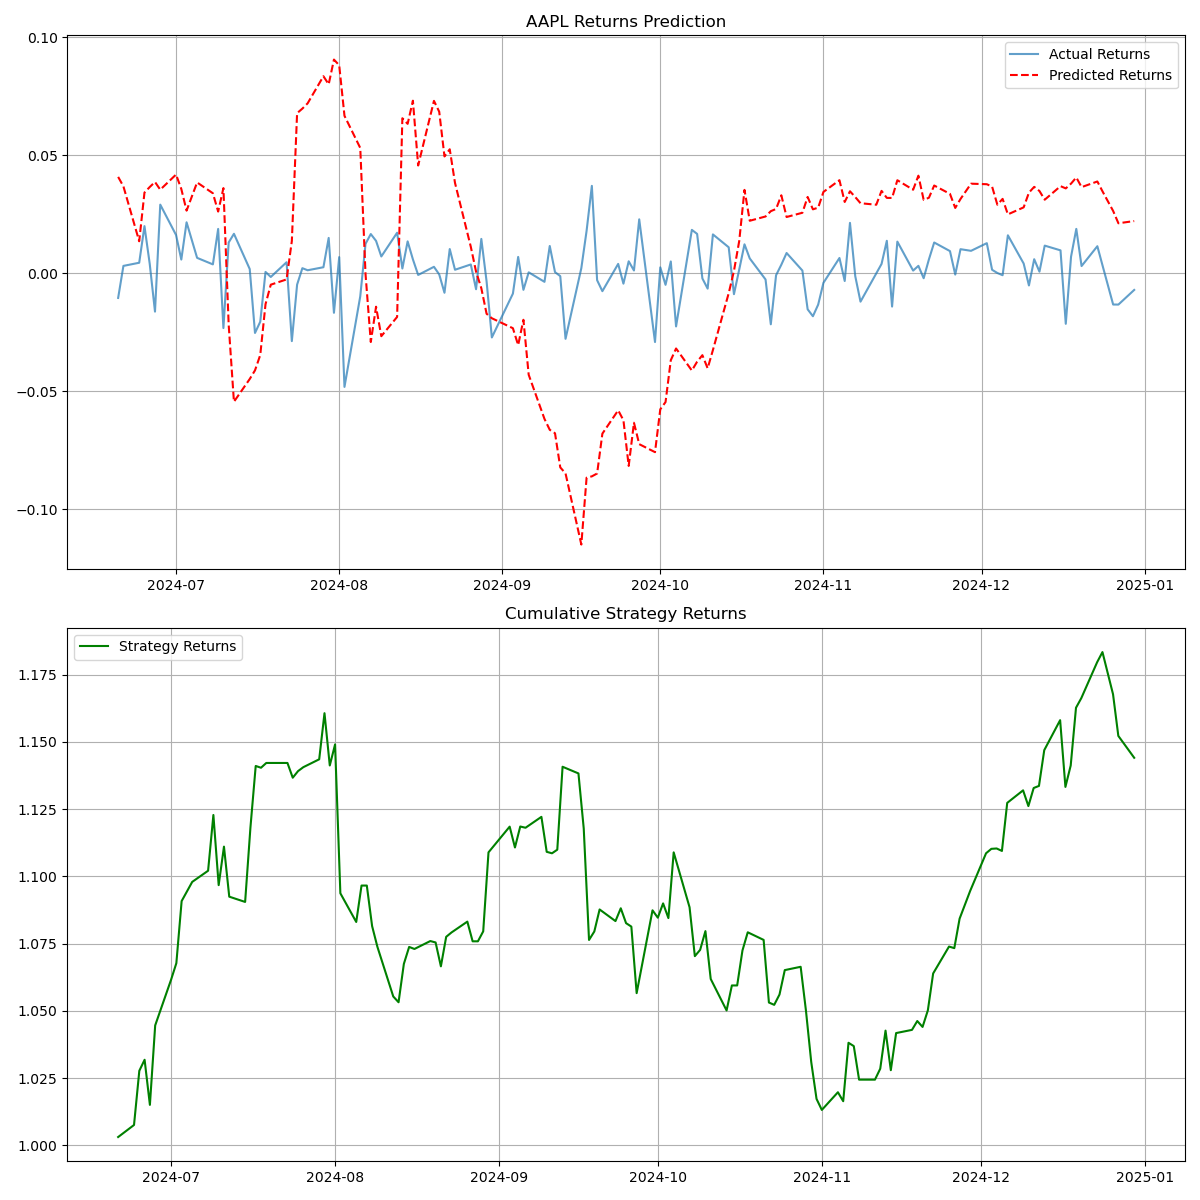 AAPL Returns Prediction
Actual Returns
Predicted Returns
0.10
0.05
0.00
−0.05
−0.10
2024-07 2024-08 2024-09 2024-10 2024-11 2024-12 2025-01
Cumulative Strategy Returns
Strategy Returns
1.175
1.150
1.125
1.100
1.075
1.050
1.025
1.000
2024-07 2024-08 2024-09 2024-10 2024-11 2024-12 2025-01